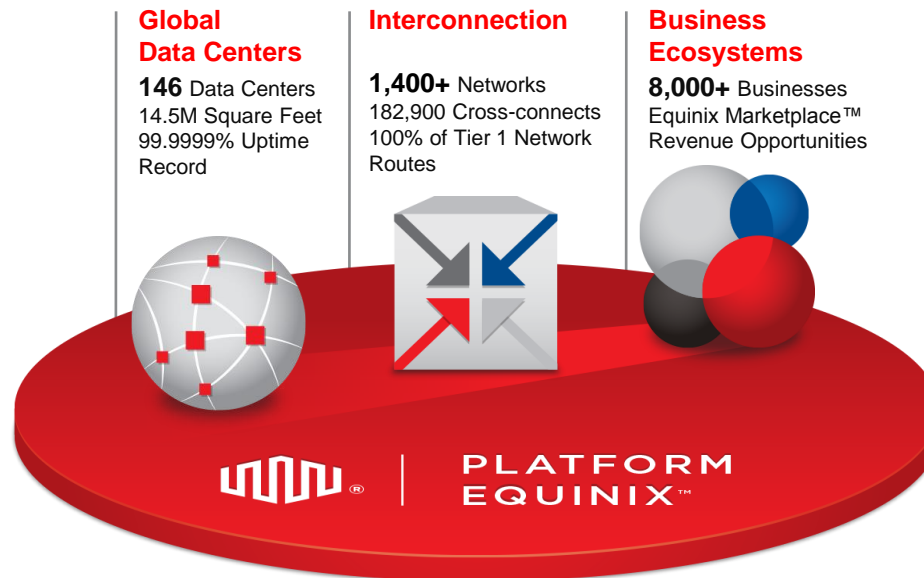 Global
Data Centers
146 Data Centers
14.5M Square Feet
99.9999% Uptime
Record
Interconnection
1,400+ Networks
182,900 Cross-connects
100% of Tier 1 Network
Routes
Business
Ecosystems
8,000+ Businesses
Equinix Marketplace™
Revenue Opportunities
®
PLATFORM
EQUINIX™